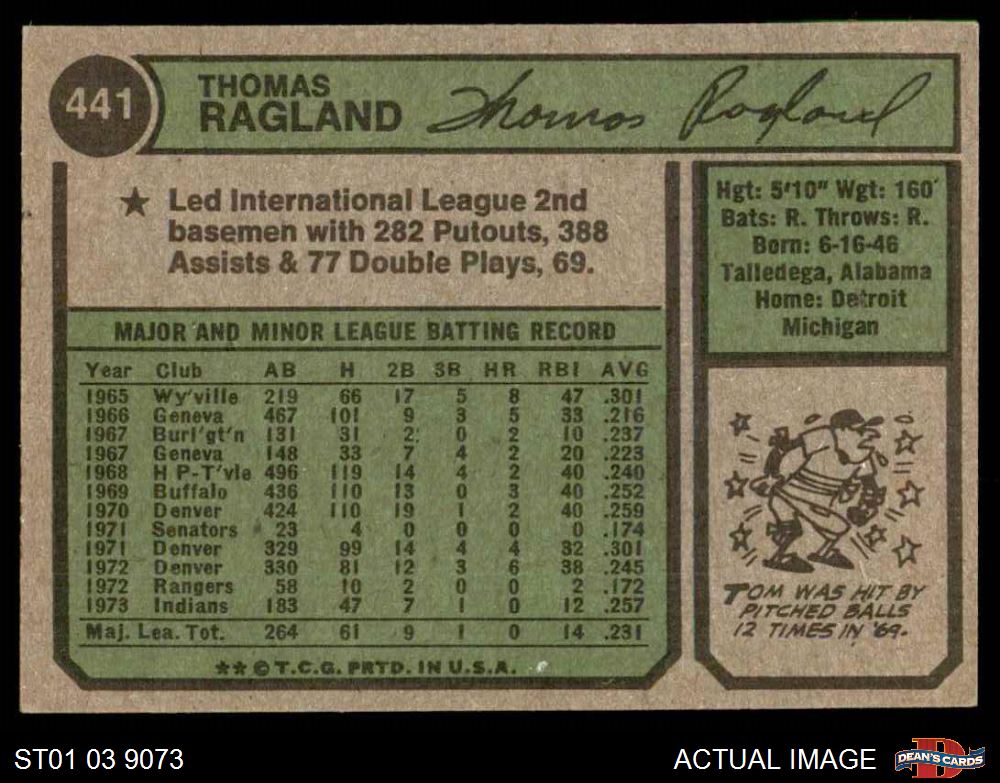 441
THOMAS
RAGLAND
Thomas Ragland
★ Led International League 2nd
basemen with 282 Putouts, 388
Assists & 77 Double Plays, 69.
Hgt: 5'10" Wgt: 160
Bats: R. Throws: R.
Born: 6-16-46
Talledega, Alabama
Home: Detroit
Michigan
MAJOR AND MINOR LEAGUE BATTING RECORD
Year Club AB H 2B 3B HR RBI AVG
1965 Wy'ville 219 66 17 5 8 47 .301
1966 Geneva 467 101 9 3 5 33 .216
1967 Burl'gt'n 131 31 2 0 2 10 .237
1967 Geneva 148 33 7 4 2 20 .223
1968 H P-T'vle 496 119 14 4 2 40 .240
1969 Buffalo 436 110 13 0 3 40 .252
1970 Denver 424 110 19 1 2 40 .259
1971 Senators 23 4 0 0 0 0 .174
1971 Denver 329 99 14 4 4 32 .301
1972 Denver 330 81 12 3 6 38 .245
1972 Rangers 58 10 2 0 0 2 .172
1973 Indians 183 47 7 1 0 12 .257
Maj. Lea. Tot. 264 61 9 1 0 14 .231
★★©T.C.G. PRTD. IN U.S.A.
TOM WAS HIT BY
PITCHED BALLS
12 TIMES IN '69.
ST01 03 9073
ACTUAL IMAGE
D
DEAN'S CARDS